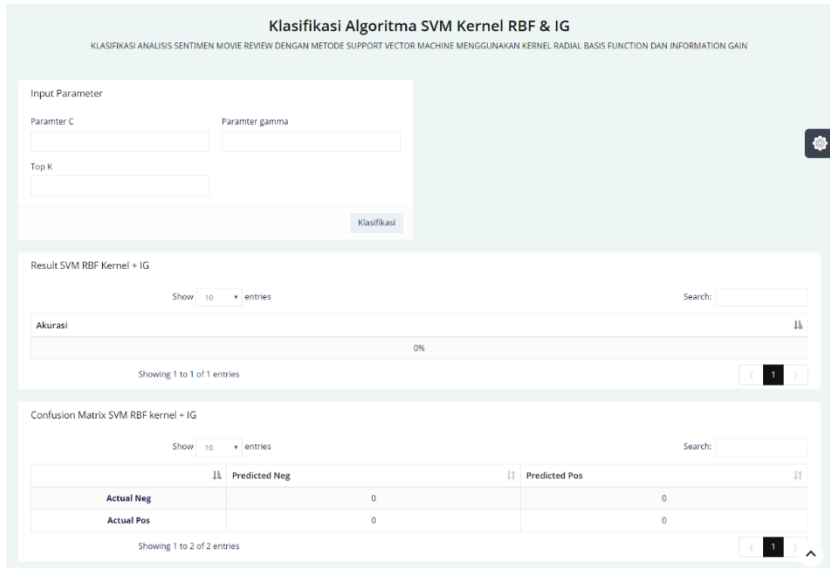 Klasifikasi Algoritma SVM Kernel RBF & IG
KLASIFIKASI ANALISIS SENTIMEN MOVIE REVIEW DENGAN METODE SUPPORT VECTOR MACHINE MENGGUNAKAN KERNEL RADIAL BASIS FUNCTION DAN INFORMATION GAIN
Input Parameter
Paramter C Paramter gamma
Top K
Klasifikasi
Result SVM RBF Kernel + IG
Show 10 entries Search:
Akurasi
0%
Showing 1 to 1 of 1 entries 1
Confusion Matrix SVM RBF kernel + IG
Show 10 entries Search:
Predicted Neg Predicted Pos
Actual Neg 0 0
Actual Pos 0 0
Showing 1 to 2 of 2 entries 1